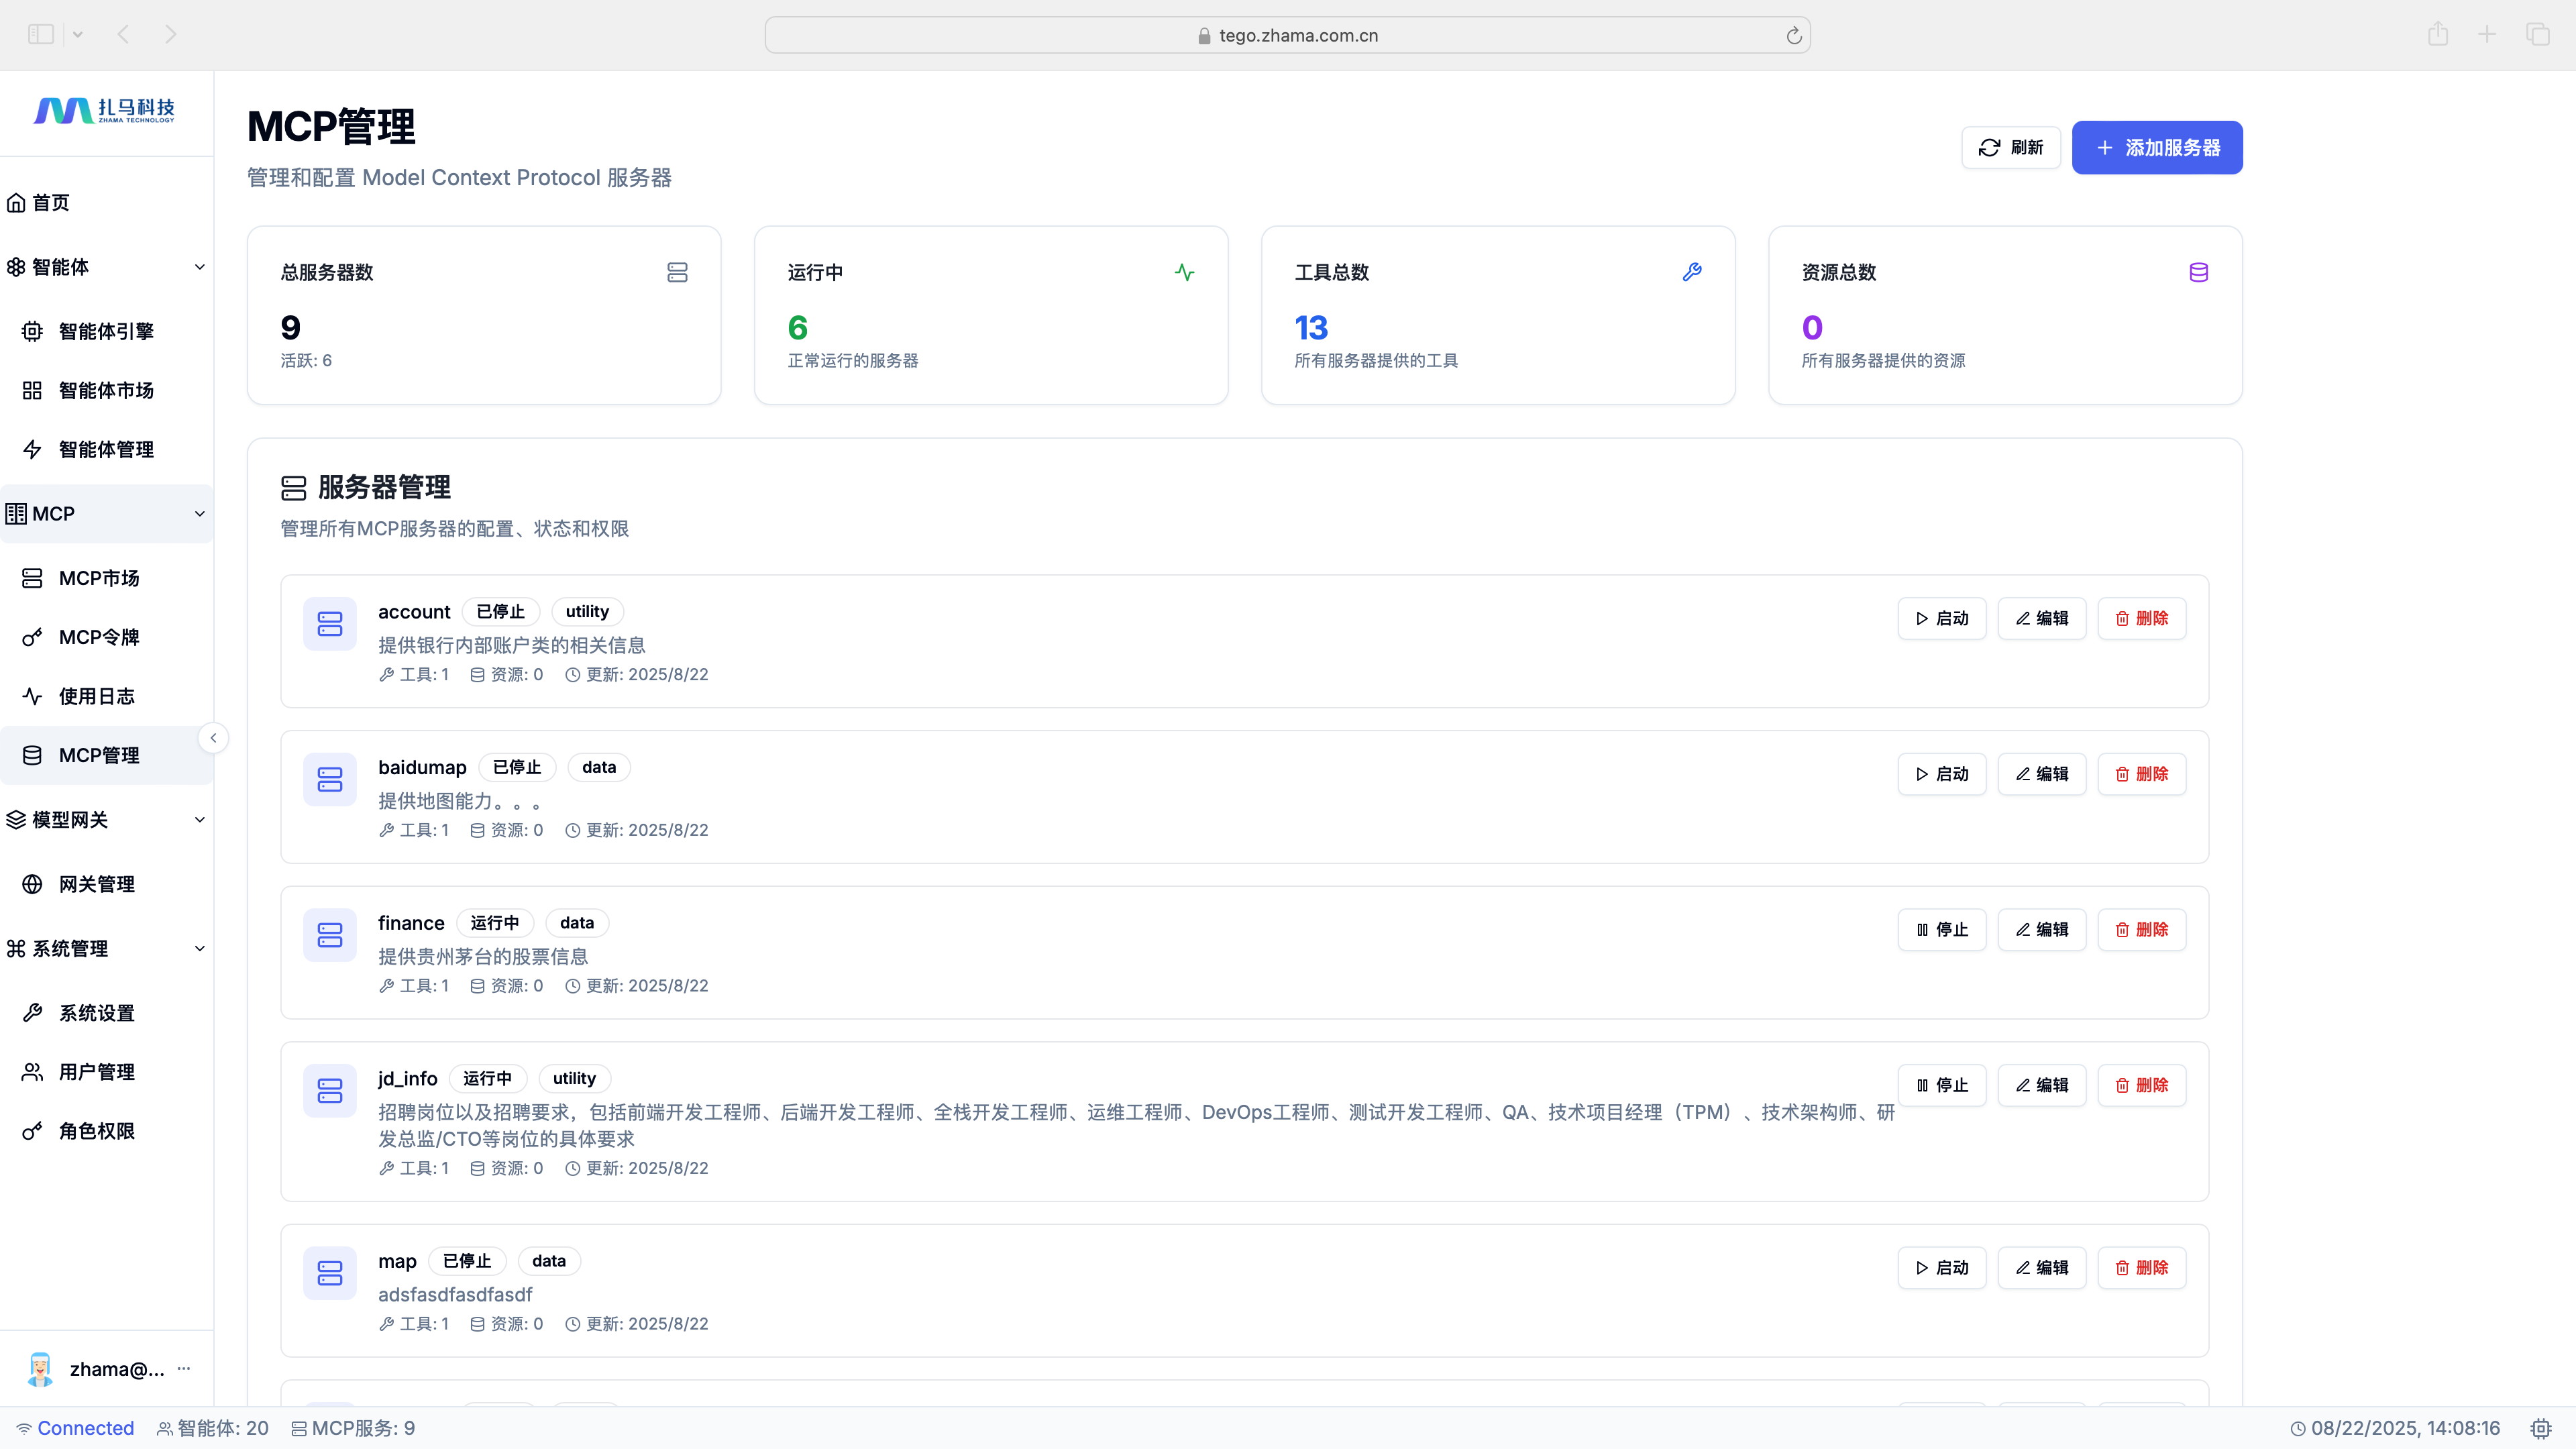 tego.zhama.com.cn
扎马科技
ZHAMA TECHNOLOGY
首页
智能体
智能体引擎
智能体市场
智能体管理
MCP
MCP市场
MCP令牌
使用日志
MCP管理
模型网关
网关管理
系统管理
系统设置
用户管理
角色权限
zhama@... ...
MCP管理
管理和配置 Model Context Protocol 服务器
刷新
添加服务器
总服务器数
9
活跃: 6
运行中
6
正常运行的服务器
工具总数
13
所有服务器提供的工具
资源总数
0
所有服务器提供的资源
服务器管理
管理所有MCP服务器的配置、状态和权限
account 已停止 utility
提供银行内部账户类的相关信息
工具: 1 资源: 0 更新: 2025/8/22
启动 编辑 删除
baidumap 已停止 data
提供地图能力。。。
工具: 1 资源: 0 更新: 2025/8/22
启动 编辑 删除
finance 运行中 data
提供贵州茅台的股票信息
工具: 1 资源: 0 更新: 2025/8/22
停止 编辑 删除
jd_info 运行中 utility
招聘岗位以及招聘要求，包括前端开发工程师、后端开发工程师、全栈开发工程师、运维工程师、DevOps工程师、测试开发工程师、QA、技术项目经理（TPM）、技术架构师、研
发总监/CTO等岗位的具体要求
工具: 1 资源: 0 更新: 2025/8/22
停止 编辑 删除
map 已停止 data
adsfasdfasdfasdf
工具: 1 资源: 0 更新: 2025/8/22
启动 编辑 删除
Connected 智能体: 20 MCP服务: 9
08/22/2025, 14:08:16